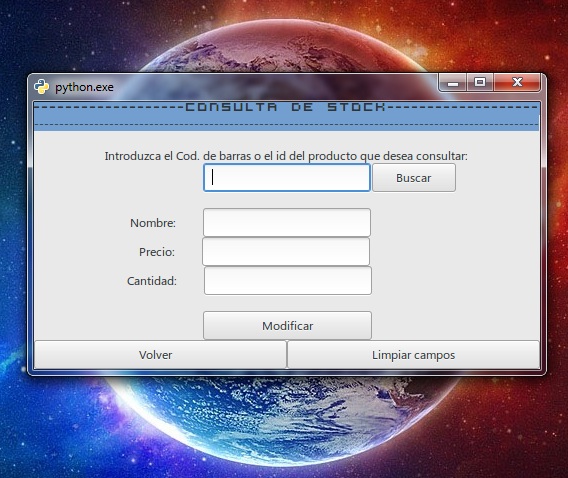 python.exe
------------------CONSULTA DE STOCK------------------
Introduzca el Cod. de barras o el id del producto que desea consultar:
Buscar
Nombre:
Precio:
Cantidad:
Modificar
Volver
Limpiar campos